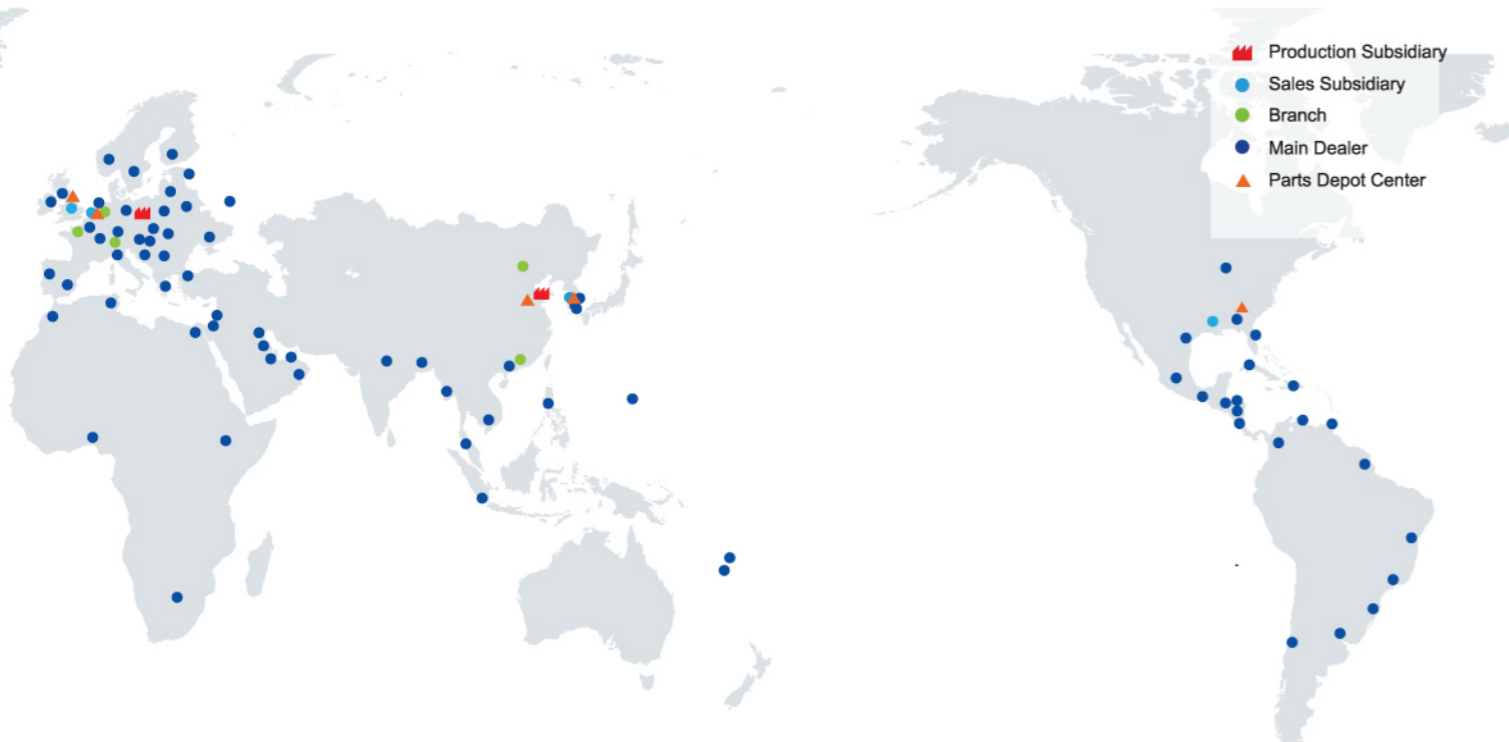 Production Subsidiary
Sales Subsidiary
Branch
Main Dealer
Parts Depot Center